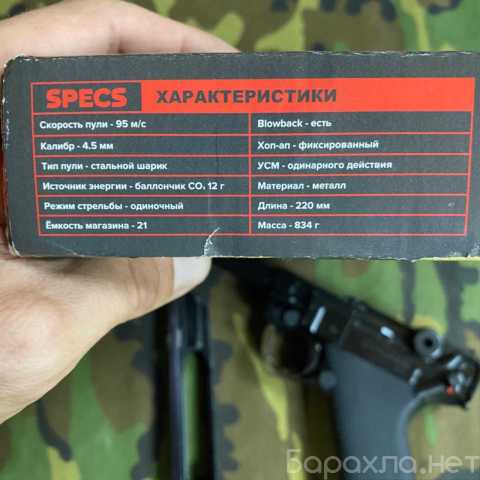 SPECS ХАРАКТЕРИСТИКИ
Скорость пули - 95 м/с
Калибр - 4.5 мм
Тип пули - стальной шарик
Источник энергии - баллончик CO₂ 12 г
Режим стрельбы - одиночный
Ёмкость магазина - 21
Blowback - есть
Хоп-ап - фиксированный
УСМ - одинарного действия
Материал - металл
Длина - 220 мм
Масса - 834 г
Барахла.нет